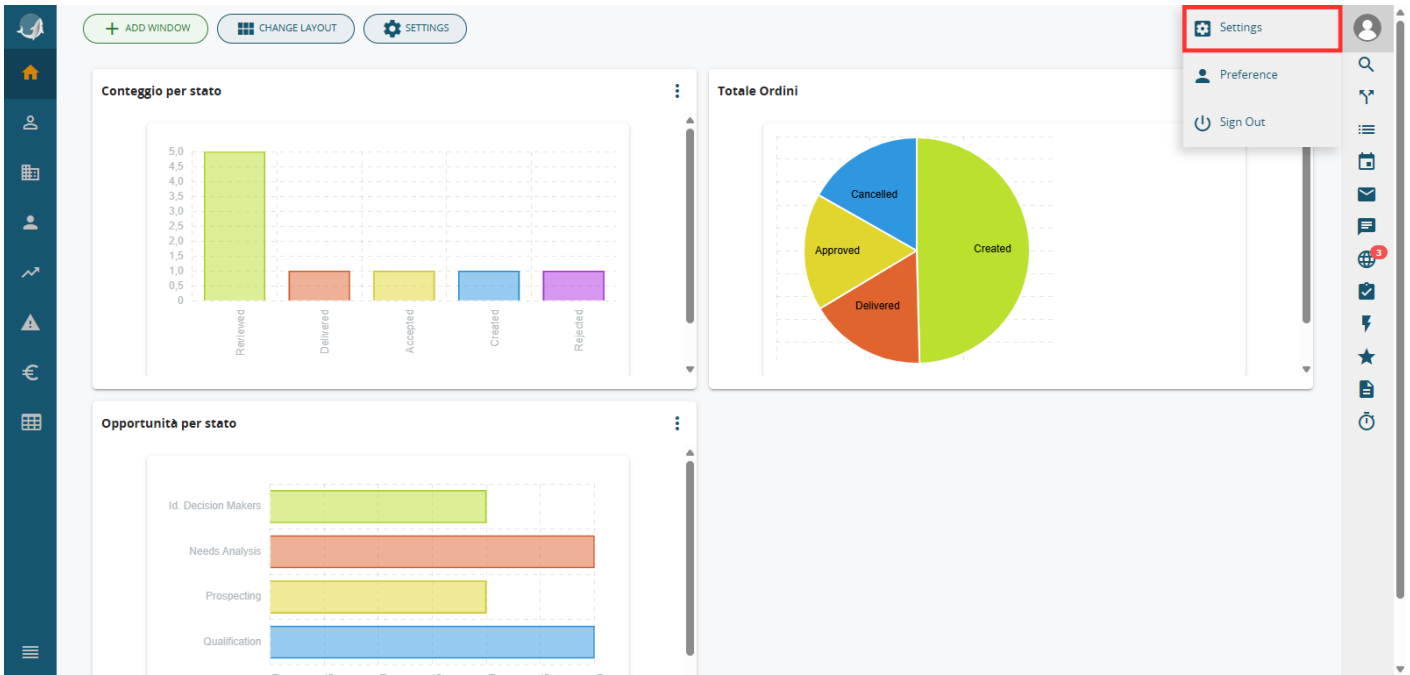 ADD WINDOW
CHANGE LAYOUT
SETTINGS
Settings
Preference
Sign Out
3
Conteggio per stato
5,0
4,5
4,0
3,5
3,0
2,5
2,0
1,5
1,0
0,5
0
Reviewed
Delivered
Accepted
Created
Rejected
Totale Ordini
Cancelled
Approved
Created
Delivered
Opportunità per stato
Id. Decision Makers
Needs Analysis
Prospecting
Qualification